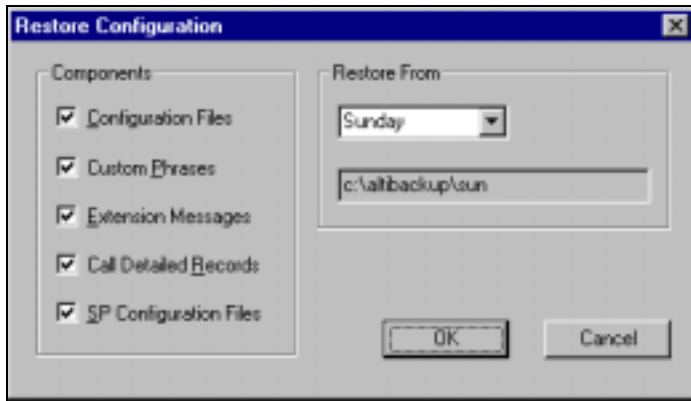 Restore Configuration
Components
Configuration Files
Custom Phrases
Extension Messages
Call Detailed Records
SP Configuration Files
Restore From
Sunday
c:\altibackup\sun
OK
Cancel